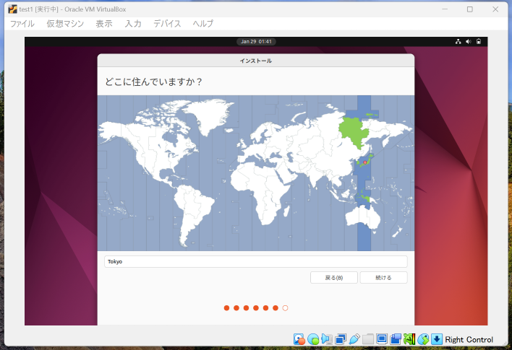 test1 [実行中] - Oracle VM VirtualBox
ファイル 仮想マシン 表示 入力 デバイス ヘルプ
Jan 29 01:41
インストール
どこに住んでいますか？
Tokyo
戻る(B) 続ける
Right Control